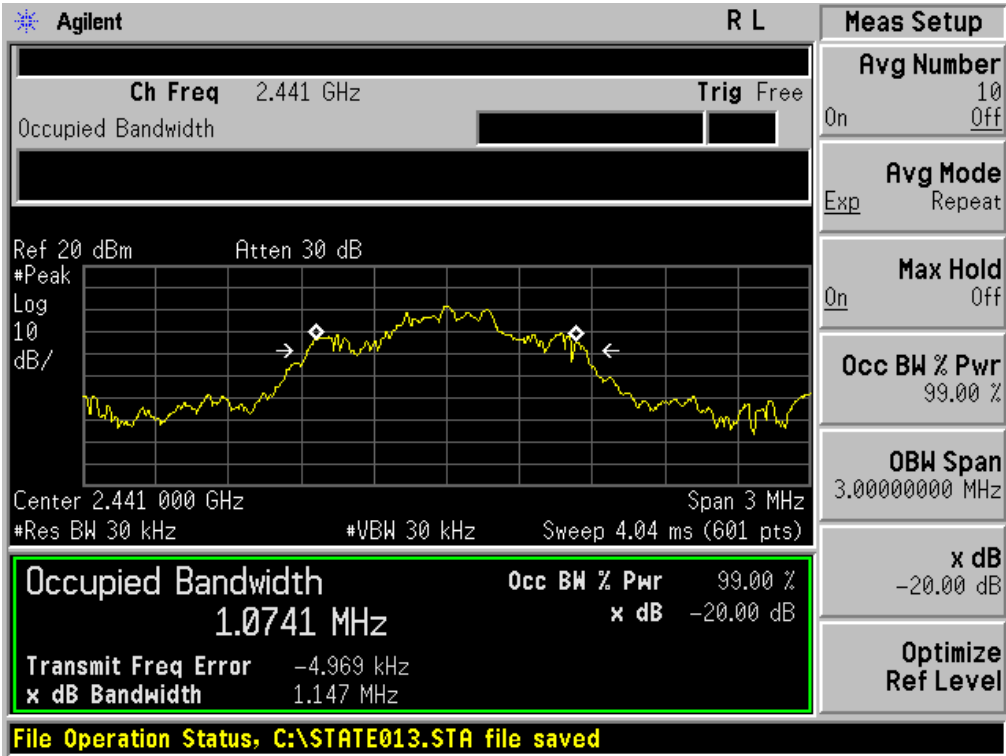 Agilent R L
Meas Setup
Ch Freq 2.441 GHz Trig Free
Occupied Bandwidth
Ref 20 dBm Atten 30 dB
#Peak
Log
10
dB/
Center 2.441 000 GHz Span 3 MHz
#Res BW 30 kHz #VBW 30 kHz Sweep 4.04 ms (601 pts)
Occupied Bandwidth
1.0741 MHz
Occ BW % Pwr 99.00 %
x dB -20.00 dB
Transmit Freq Error -4.969 kHz
x dB Bandwidth 1.147 MHz
Avg Number
10
On Off
Avg Mode
Exp Repeat
Max Hold
On Off
Occ BW % Pwr
99.00 %
OBW Span
3.00000000 MHz
x dB
-20.00 dB
Optimize
Ref Level
File Operation Status, C:\STATE013.STA file saved